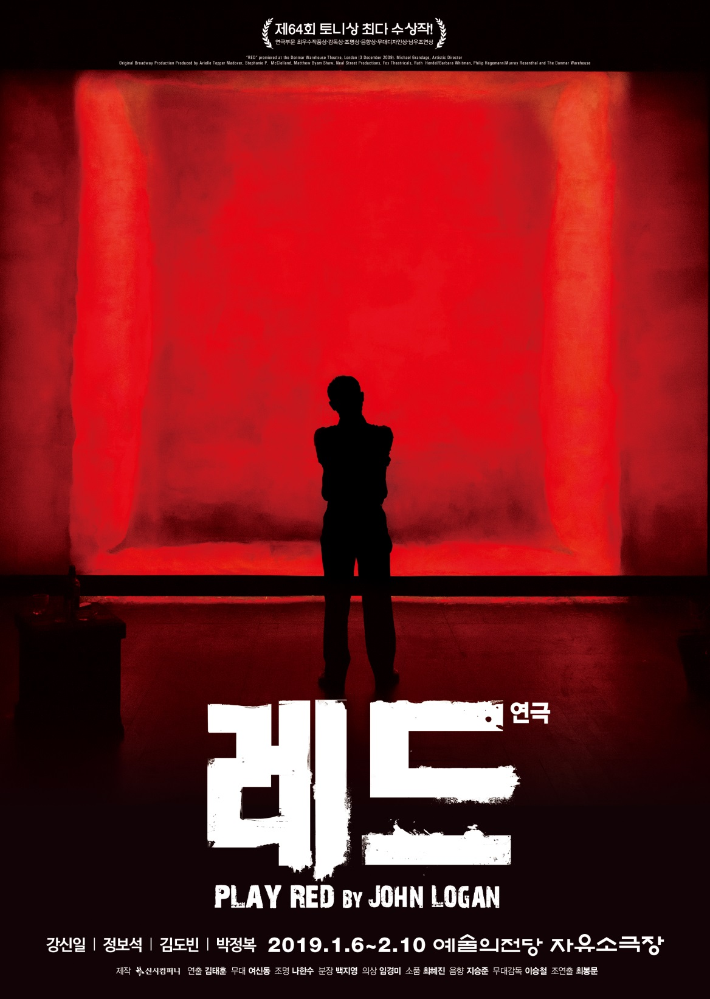 제64회 토니상 최다 수상작!
연극부문 최우수작품상·감독상·조명상·음향상·무대디자인상·남우조연상
"RED" premiered at the Donmar Warehouse Theatre, London (3 December 2009). Michael Grandage, Artistic Director
Original Broadway Production Produced by Arielle Tepper Madover, Stephanie P. McClelland, Matthew Byam Shaw, Neal Street Productions, Fox Theatricals, Ruth Hendel/Barbara Whitman, Philip Hagemann/Murray Rosenthal and The Donmar Warehouse
레드 연극
PLAY RED BY JOHN LOGAN
강신일 | 정보석 | 김도빈 | 박정복 2019.1.6~2.10 예술의전당 자유소극장
제작 신시컴퍼니 연출 김태훈 무대 여신동 조명 나한수 분장 백지영 의상 임경미 소품 최혜진 음향 지승준 무대감독 이승철 조연출 최봉문